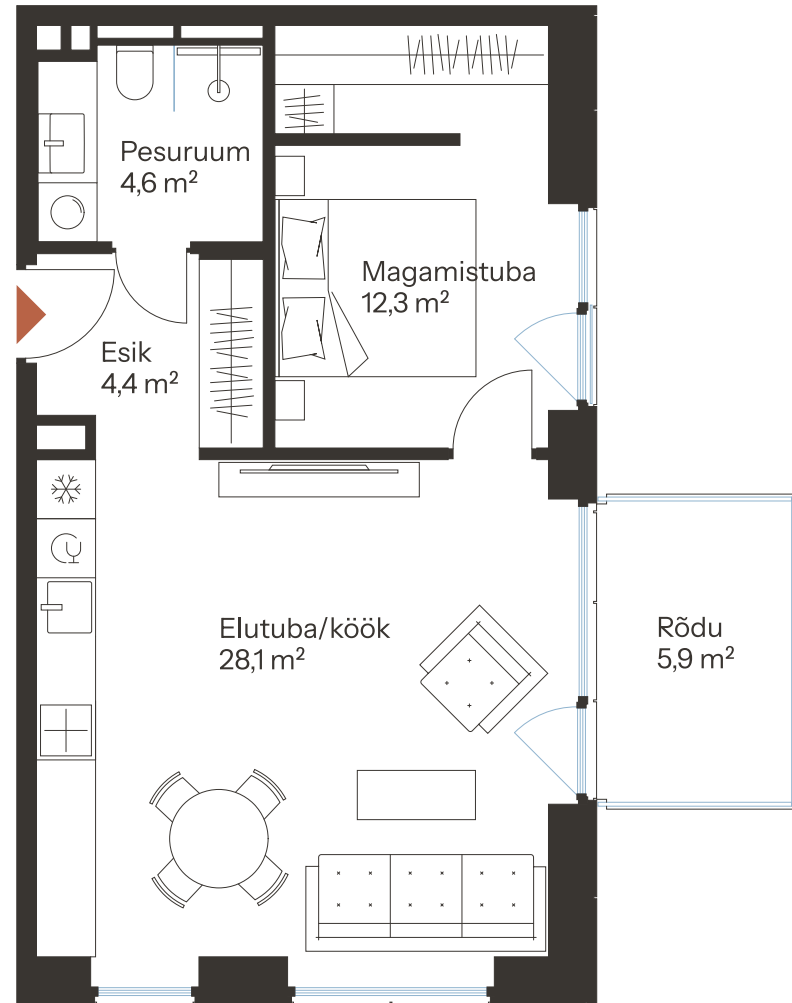 Pesuruum
4,6 m²
Magamistuba
12,3 m²
Esik
4,4 m²
Elutuba/köök
28,1 m²
Rõdu
5,9 m²